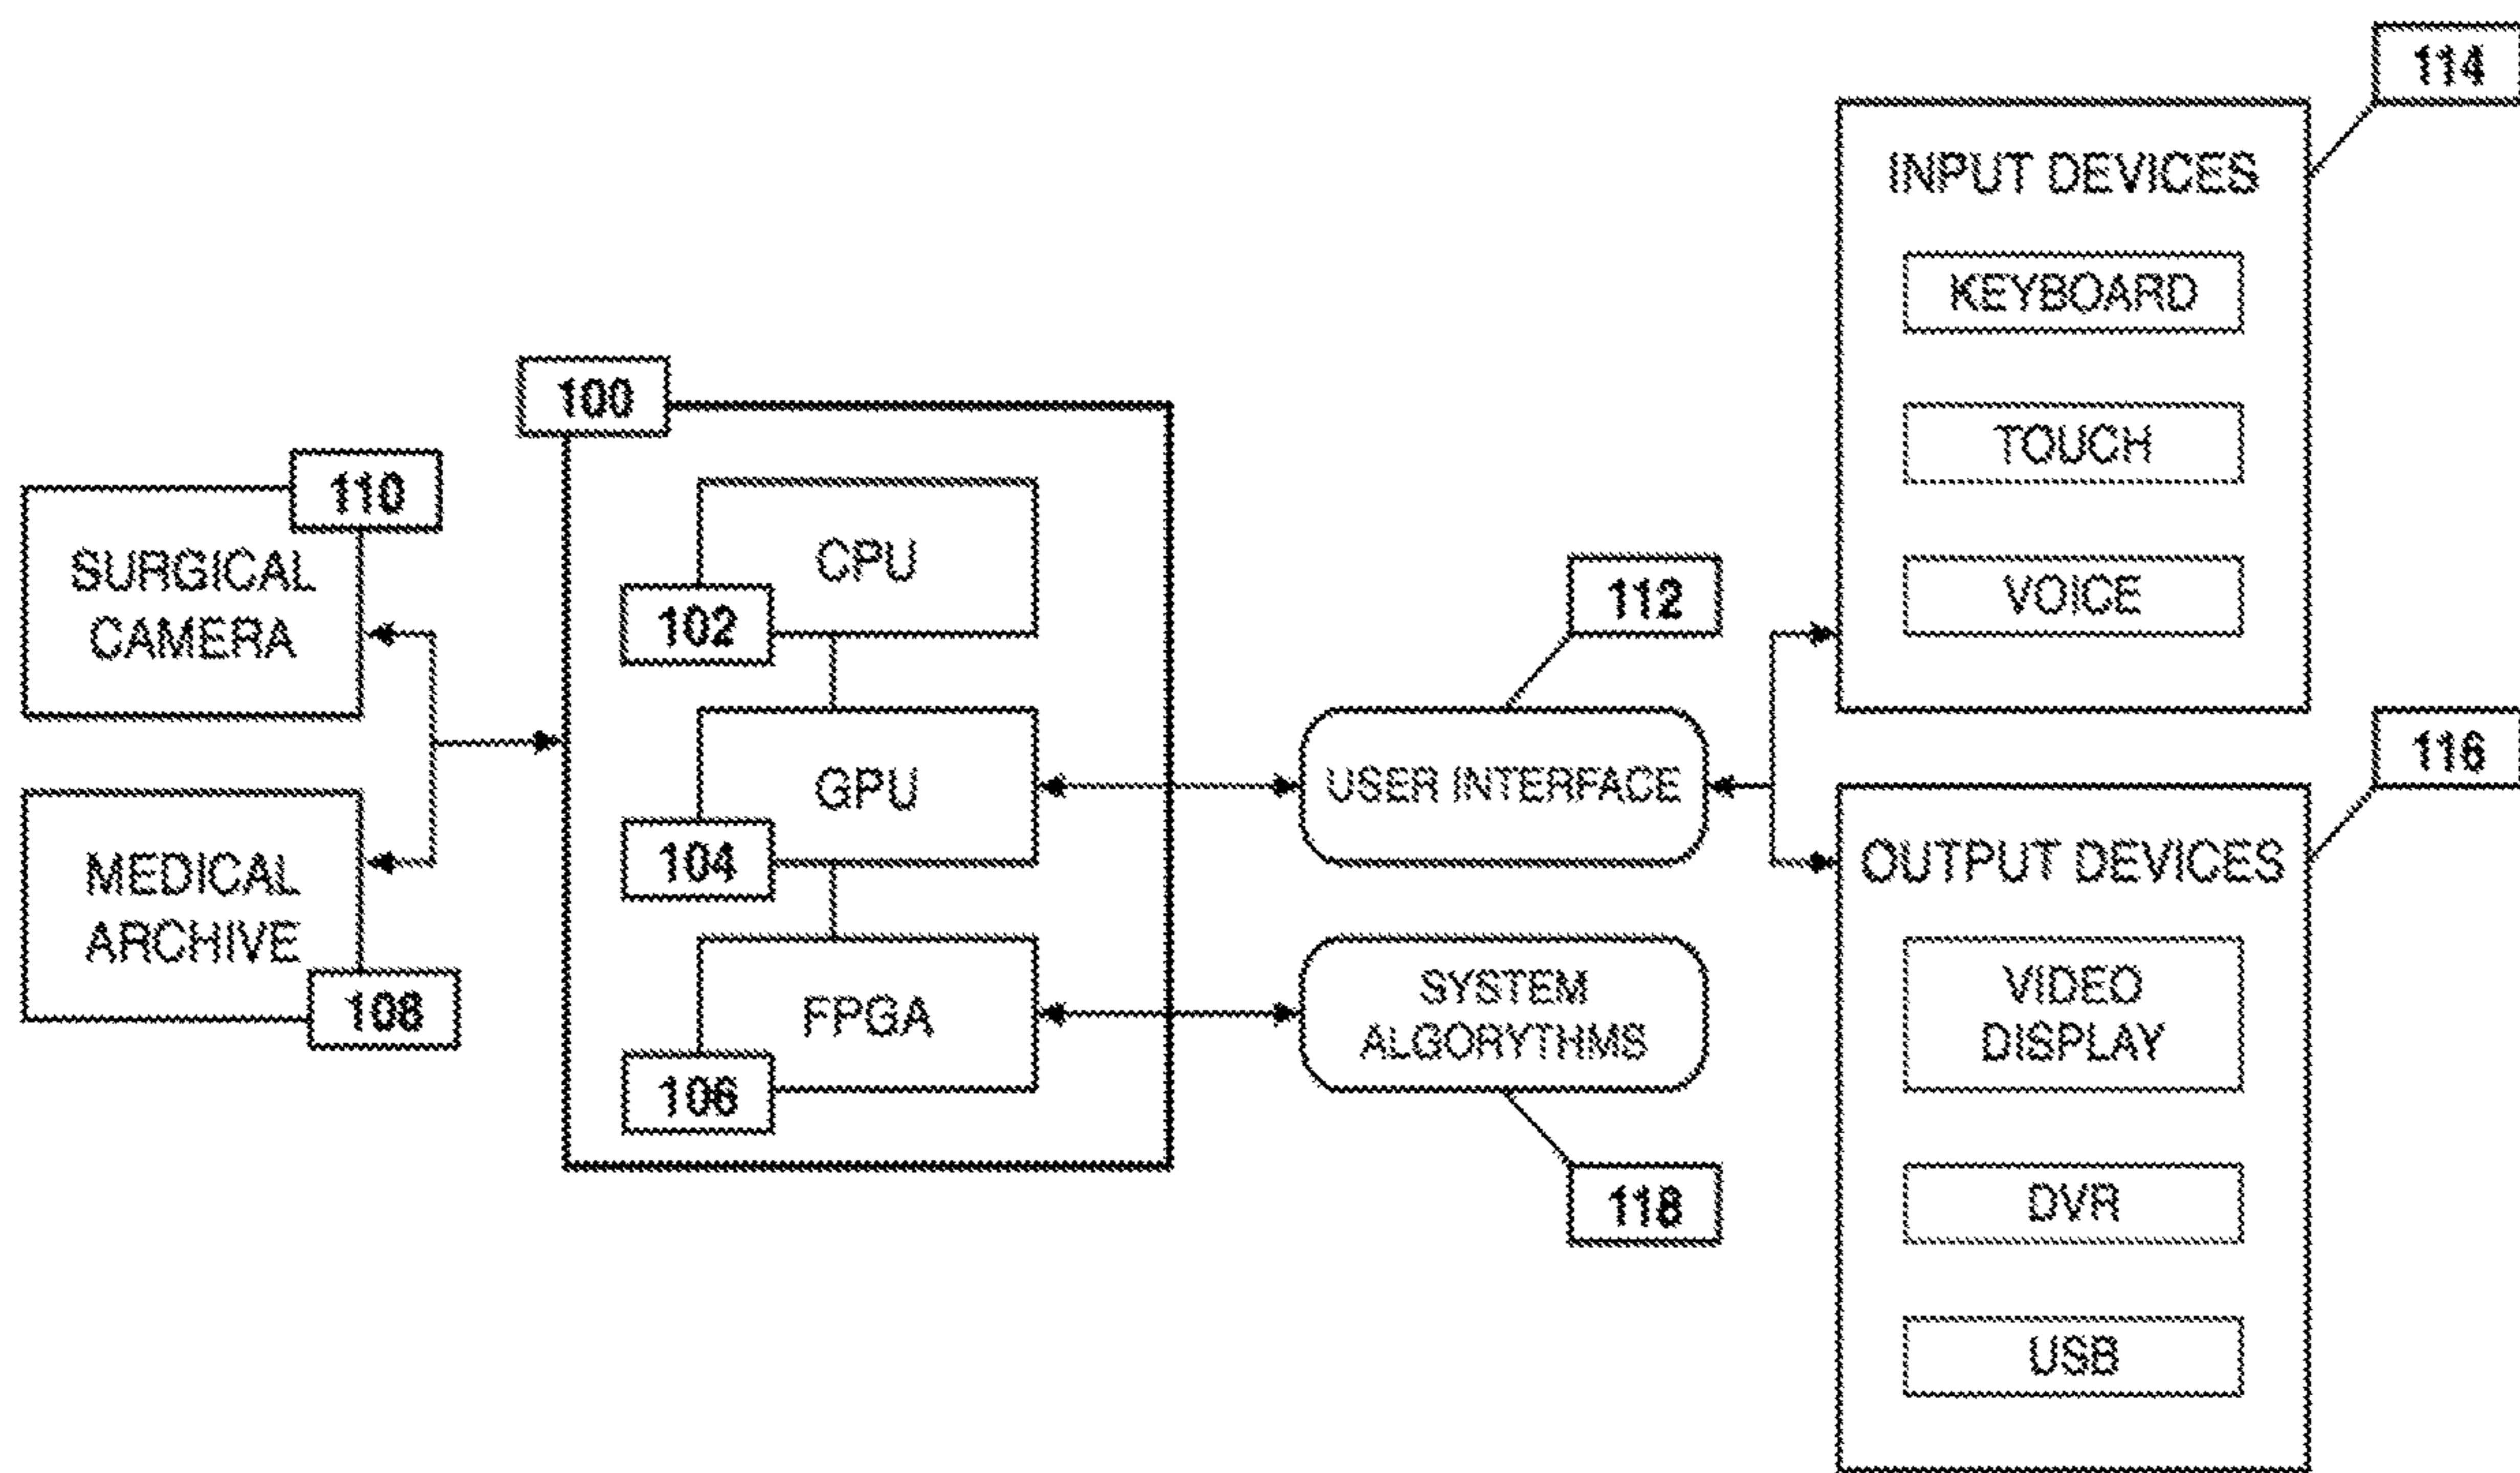 110
SURGICAL
CAMERA
MEDICAL
ARCHIVE
108
100
CPU
102
GPU
104
FPGA
106
112
USER INTERFACE
SYSTEM
ALGORYTHMS
118
114
INPUT DEVICES
KEYBOARD
TOUCH
VOICE
116
OUTPUT DEVICES
VIDEO
DISPLAY
DVR
USB